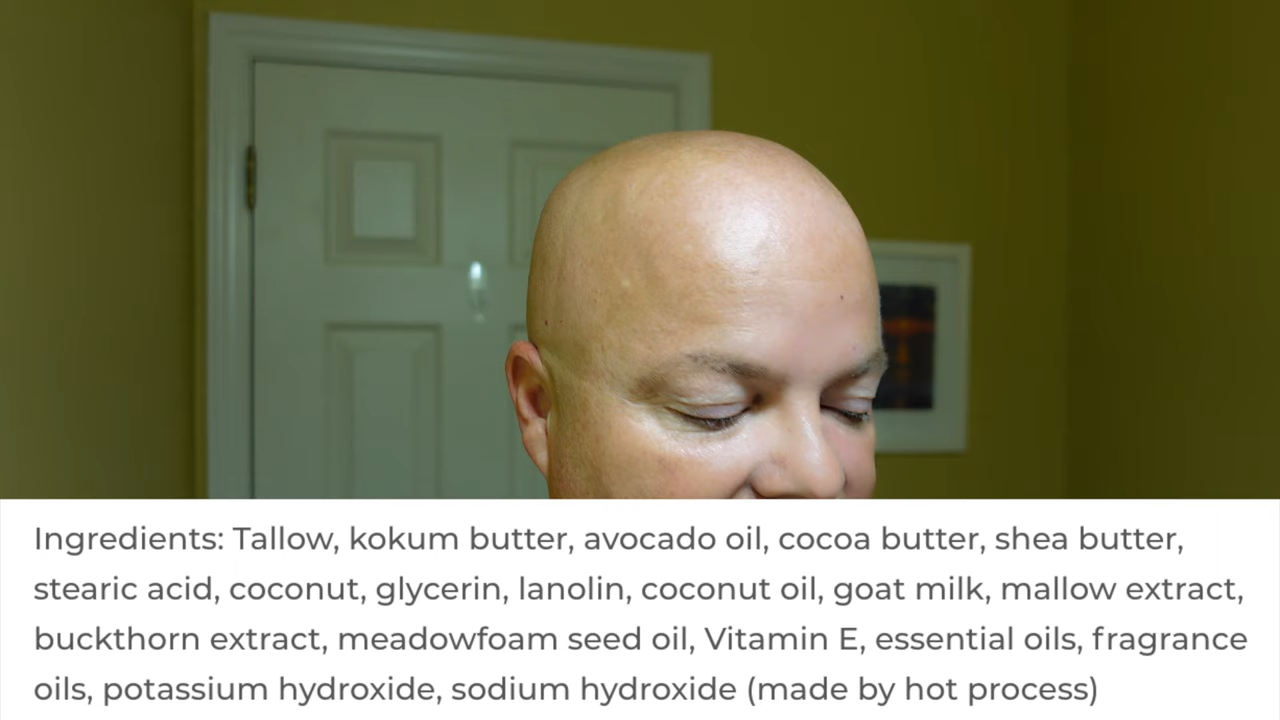 Ingredients: Tallow, kokum butter, avocado oil, cocoa butter, shea butter,
stearic acid, coconut, glycerin, lanolin, coconut oil, goat milk, mallow extract,
buckthorn extract, meadowfoam seed oil, Vitamin E, essential oils, fragrance
oils, potassium hydroxide, sodium hydroxide (made by hot process)